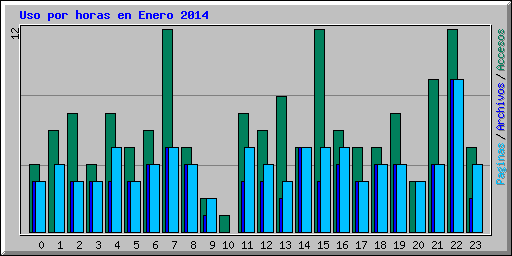 Uso por horas en Enero 2014
12
0 1 2 3 4 5 6 7 8 9 10 11 12 13 14 15 16 17 18 19 20 21 22 23
Paginas / Archivos / Accesos